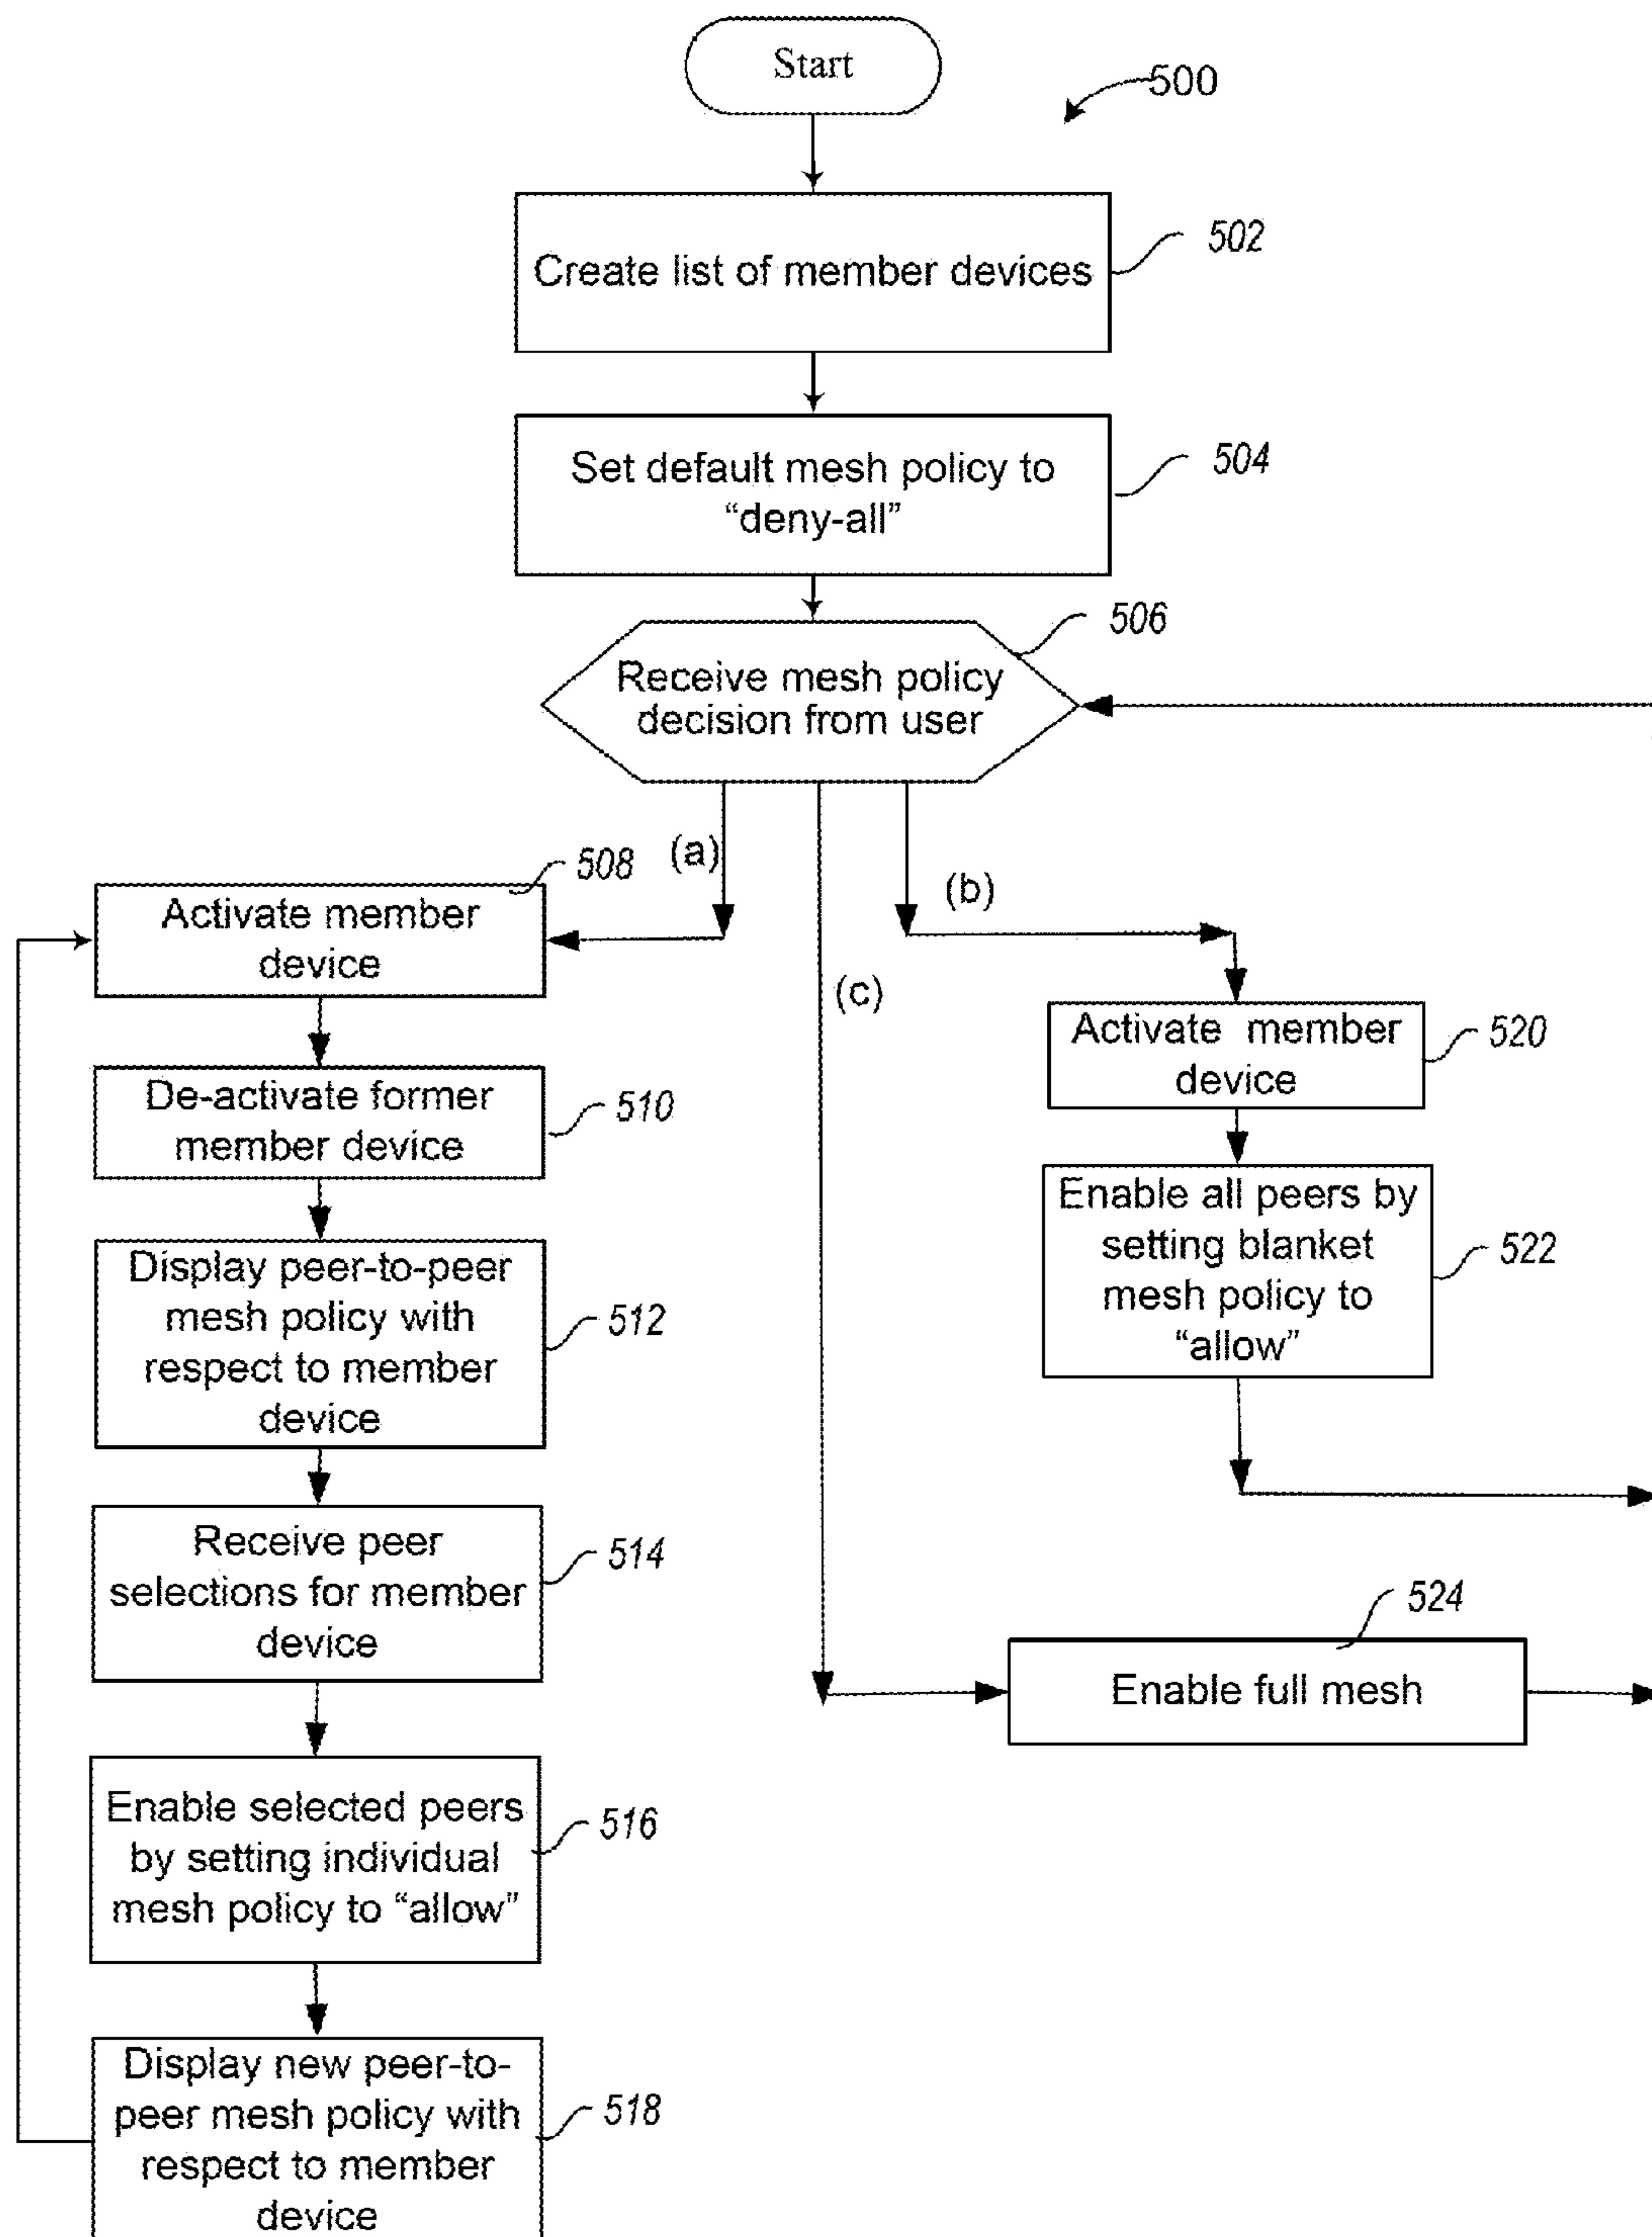 Start
500
Create list of member devices
502
Set default mesh policy to
“deny-all”
504
Receive mesh policy
decision from user
506
(a)
(b)
(c)
Activate member
device
508
De-activate former
member device
510
Display peer-to-peer
mesh policy with
respect to member
device
512
Receive peer
selections for member
device
514
Enable selected peers
by setting individual
mesh policy to “allow”
516
Display new peer-to-
peer mesh policy with
respect to member
device
518
Activate member
device
520
Enable all peers by
setting blanket
mesh policy to
“allow”
522
Enable full mesh
524